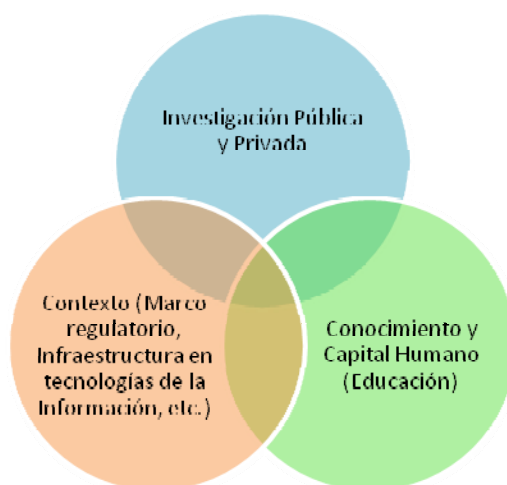 Investigación Pública
y Privada
Contexto (Marco
regulatorio,
Infraestructura en
tecnologías de la
Información, etc.)
Conocimiento y
Capital Humano
(Educación)